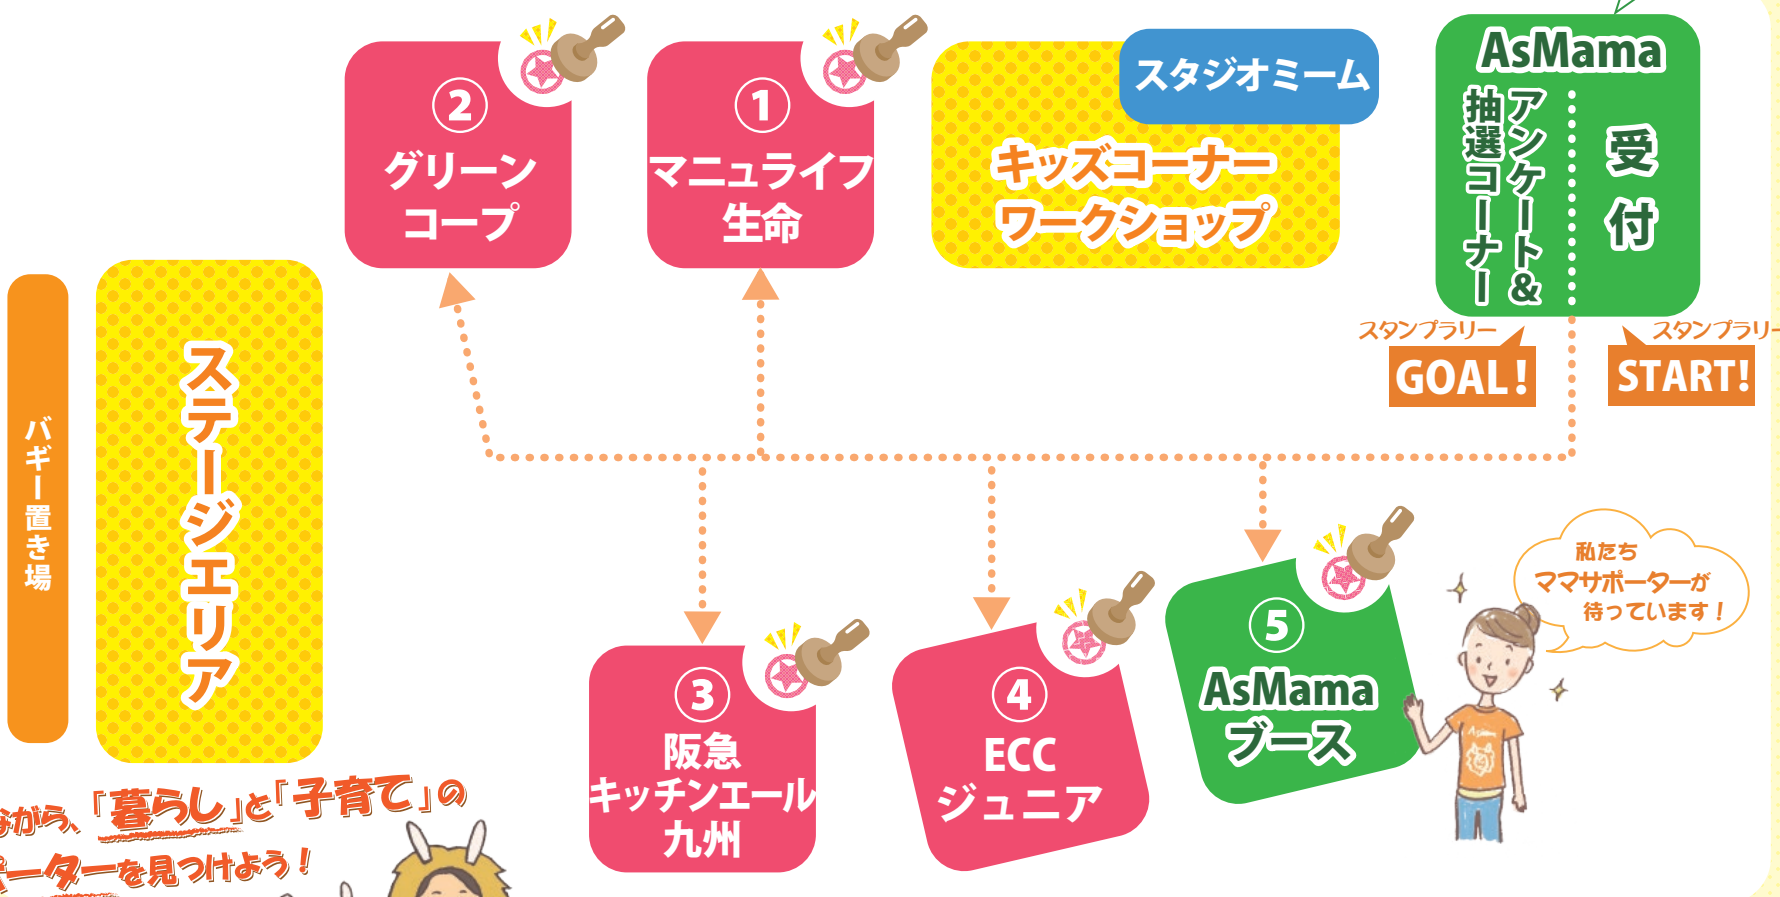 ②
グリーン
コープ
①
マニュライフ
生命
スタジオミーム
キッズコーナー
ワークショップ
AsMama
受付
アンケート&
抽選コーナー
スタンプラリー
GOAL!
スタンプラリー
START!
バギー置き場
ステージエリア
③
阪急
キッチンエール
九州
④
ECC
ジュニア
⑤
AsMama
ブース
私たち
ママサポーターが
待っています!
ながら、「暮らし」と「子育て」の
ポーターを見つけよう!